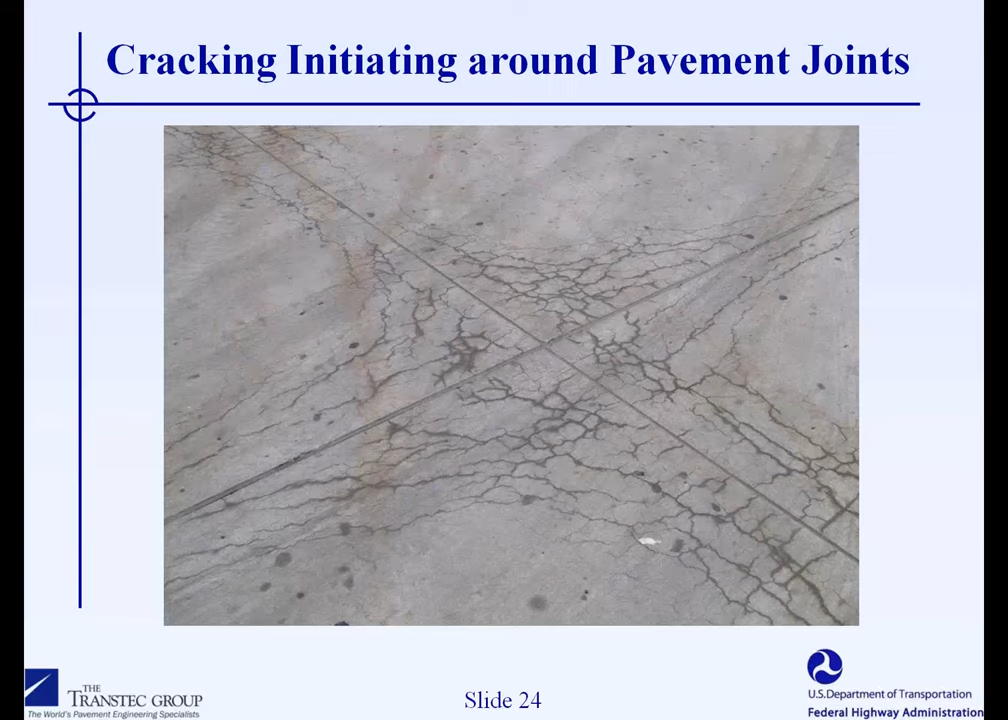 Cracking Initiating around Pavement Joints
THE
TRANSTEC GROUP
The World's Pavement Engineering Specialists
Slide 24
U.S.Department of Transportation
Federal Highway Administration